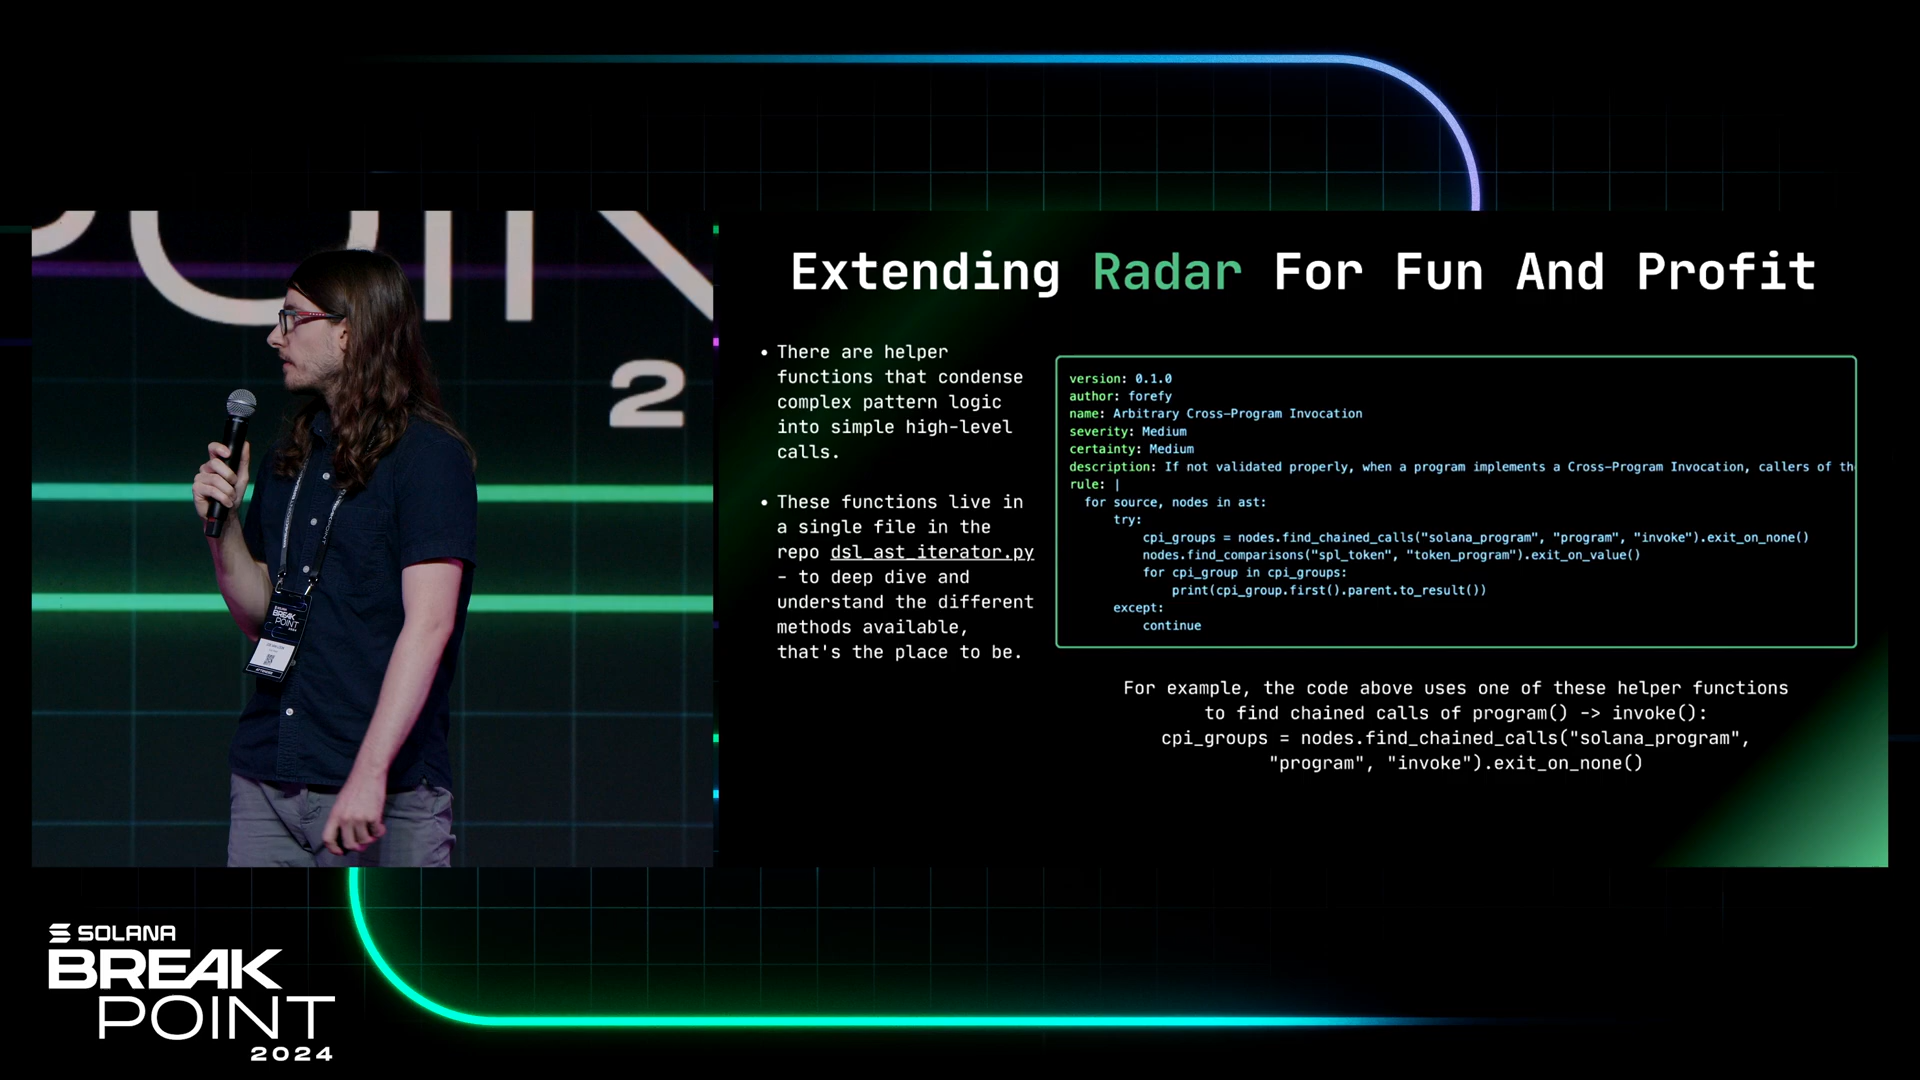 POIN
2
Extending Radar For Fun And Profit
• There are helper
functions that condense
complex pattern logic
into simple high-level
calls.
• These functions live in
a single file in the
repo dsl_ast_iterator.py
- to deep dive and
understand the different
methods available,
that's the place to be.
version: 0.1.0
author: forefy
name: Arbitrary Cross-Program Invocation
severity: Medium
certainty: Medium
description: If not validated properly, when a program implements a Cross-Program Invocation, callers of th
rule: |
for source, nodes in ast:
try:
cpi_groups = nodes.find_chained_calls("solana_program", "program", "invoke").exit_on_none()
nodes.find_comparisons("spl_token", "token_program").exit_on_value()
for cpi_group in cpi_groups:
print(cpi_group.first().parent.to_result())
except:
continue
For example, the code above uses one of these helper functions
to find chained calls of program() -> invoke():
cpi_groups = nodes.find_chained_calls("solana_program",
"program", "invoke").exit_on_none()
BREAK
POINT
SOLANA
BREAK
POINT
2024